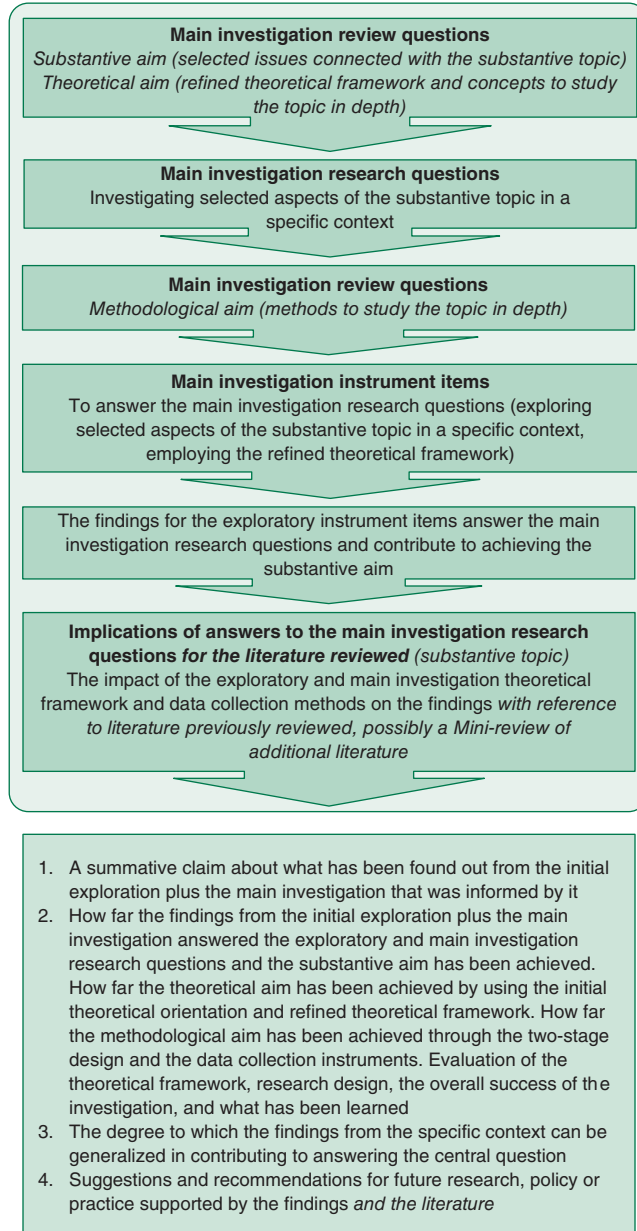 Main investigation review questions
Substantive aim (selected issues connected with the substantive topic)
Theoretical aim (refined theoretical framework and concepts to study
the topic in depth)
Main investigation research questions
Investigating selected aspects of the substantive topic in a
specific context
Main investigation review questions
Methodological aim (methods to study the topic in depth)
Main investigation instrument items
To answer the main investigation research questions (exploring
selected aspects of the substantive topic in a specific context,
employing the refined theoretical framework)
The findings for the exploratory instrument items answer the main
investigation research questions and contribute to achieving the
substantive aim
Implications of answers to the main investigation research
questions for the literature reviewed (substantive topic)
The impact of the exploratory and main investigation theoretical
framework and data collection methods on the findings with reference
to literature previously reviewed, possibly a Mini-review of
additional literature
1. A summative claim about what has been found out from the initial
exploration plus the main investigation that was informed by it
2. How far the findings from the initial exploration plus the main
investigation answered the exploratory and main investigation
research questions and the substantive aim has been achieved.
How far the theoretical aim has been achieved by using the initial
theoretical orientation and refined theoretical framework. How far
the methodological aim has been achieved through the two-stage
design and the data collection instruments. Evaluation of the
theoretical framework, research design, the overall success of the
investigation, and what has been learned
3. The degree to which the findings from the specific context can be
generalized in contributing to answering the central question
4. Suggestions and recommendations for future research, policy or
practice supported by the findings and the literature